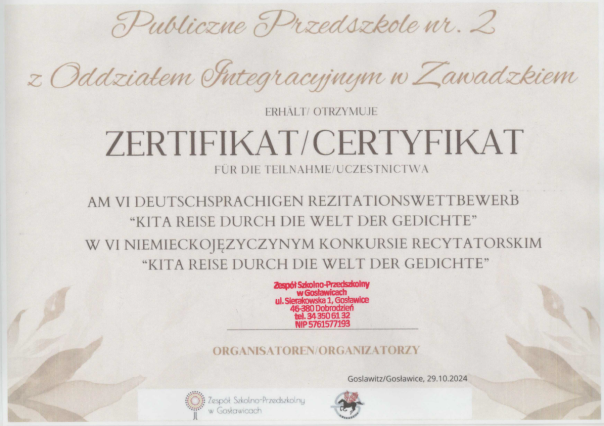 Publiczne Przedszkole nr. 2
z Oddziałem Integracyjnym w Zawadzkiem
ERHÄLT/ OTRZYMUJE
ZERTIFIKAT/CERTYFIKAT
FÜR DIE TEILNAHME/UCZESTNICTWA
AM VI DEUTSCHSPRACHIGEN REZITATIONSWETTBEWERB
“KITA REISE DURCH DIE WELT DER GEDICHTE”
W VI NIEMIECKOJĘZYCZYNYM KONKURSIE RECYTATORSKIM
“KITA REISE DURCH DIE WELT DER GEDICHTE”
Zespół Szkolno-Przedszkolny
w Gosławicach
ul. Sierakowska 1, Gosławice
46-380 Dobrodzień
tel. 34 350 61 32
NIP 5761577193
ORGANISATOREN/ORGANIZATORZY
Goslawitz/Gosławice, 29.10.2024
Zespół Szkolno-Przedszkolny
w Gosławicach